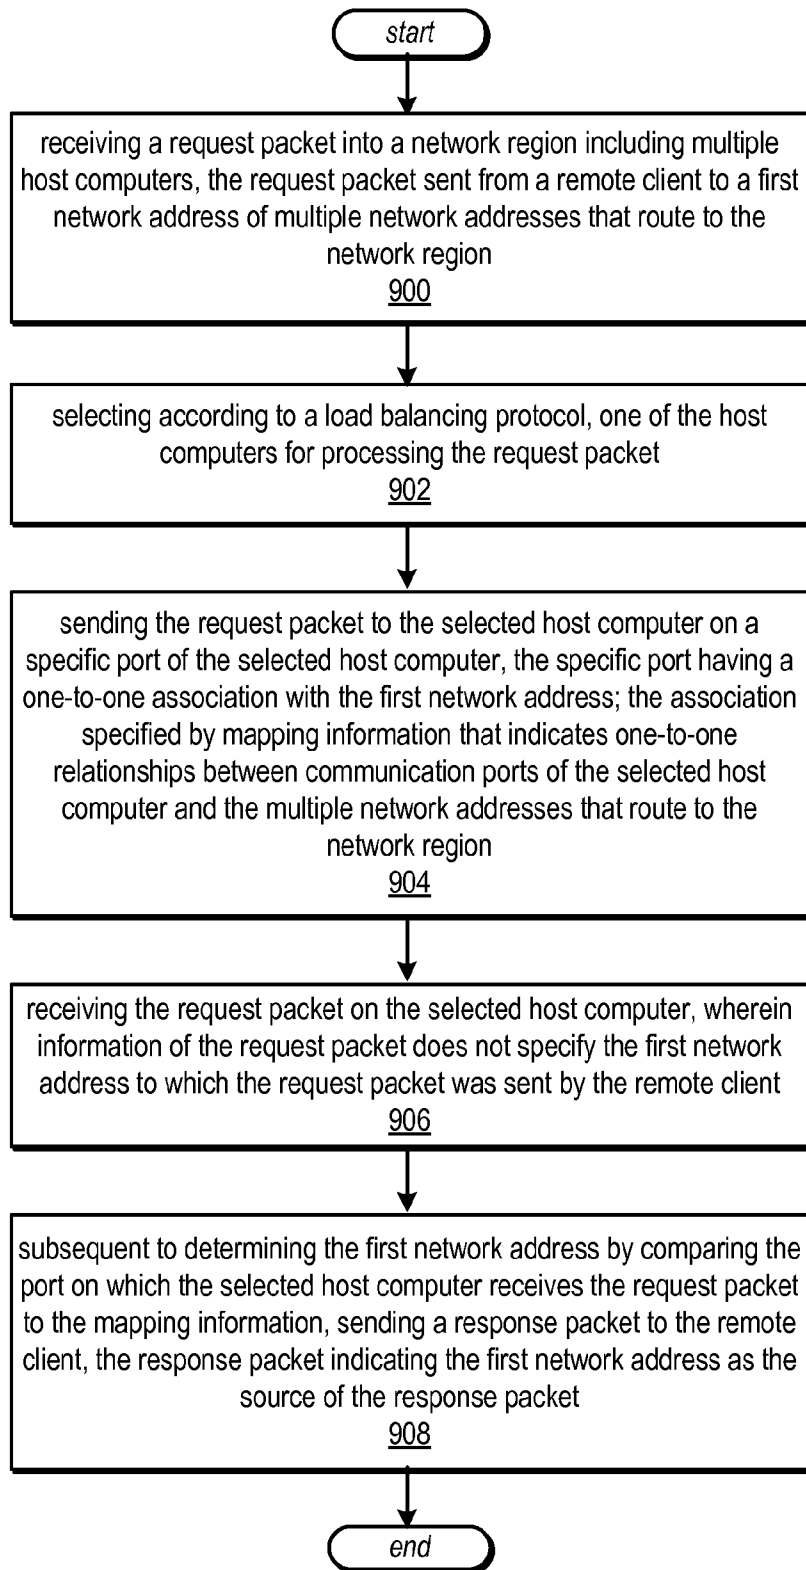 start
receiving a request packet into a network region including multiple
host computers, the request packet sent from a remote client to a first
network address of multiple network addresses that route to the
network region
900
selecting according to a load balancing protocol, one of the host
computers for processing the request packet
902
sending the request packet to the selected host computer on a
specific port of the selected host computer, the specific port having a
one-to-one association with the first network address; the association
specified by mapping information that indicates one-to-one
relationships between communication ports of the selected host
computer and the multiple network addresses that route to the
network region
904
receiving the request packet on the selected host computer, wherein
information of the request packet does not specify the first network
address to which the request packet was sent by the remote client
906
subsequent to determining the first network address by comparing the
port on which the selected host computer receives the request packet
to the mapping information, sending a response packet to the remote
client, the response packet indicating the first network address as the
source of the response packet
908
end